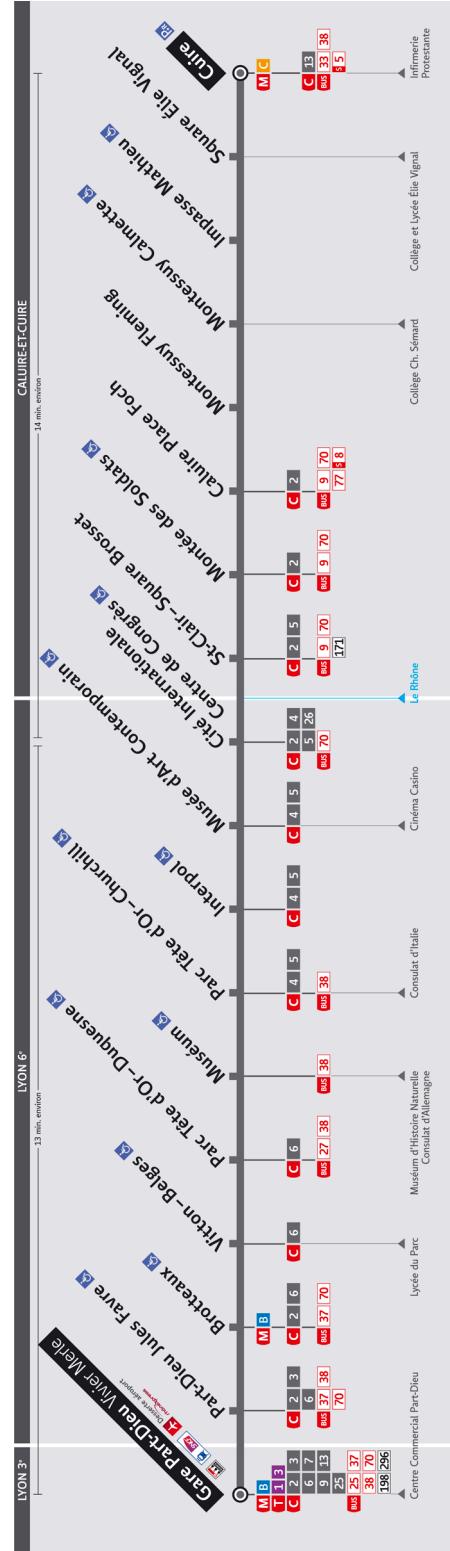 LYON 3e
LYON 6e
CALUIRE-ET-CUIRE
13 min. environ
14 min. environ
Gare Part-Dieu Vivier Merle
Desserte aéroport
rhônexpress
Part-Dieu Jules Favre
Brotteaux
Vitton – Belges
Parc Tête d'Or – Duquesne
Muséum
Parc Tête d'Or – Churchill
Interpol
Musée d'Art Contemporain
Cité Internationale
Centre de Congrès
St-Clair – Square Brosset
Montée des Soldats
Caluire Place Foch
Montessuy Fleming
Montessuy Calmette
Impasse Mathieu
Square Élie Vignal
Cuire
P+R
M B
T 1 3
C 2 3
6 7
9 13
25
BUS 25 37
38 70
198 296
C 2 3
6
BUS 37 38
70
M B
C 2 6
BUS 37 70
C 6
C 6
BUS 27 38
BUS 38
C 4 5
BUS 38
C 4 5
C 4 5
C 2 4
5 26
BUS 70
C 2 5
BUS 9 70
171
C 2
BUS 9 70
C 2
BUS 9 70
77 S 8
M C
C 13
BUS 33 38
S 5
Centre Commercial Part-Dieu
Lycée du Parc
Muséum d'Histoire Naturelle
Consulat d'Allemagne
Consulat d'Italie
Cinéma Casino
Le Rhône
Collège Ch. Sémard
Collège et Lycée Élie Vignal
Infirmerie
Protestante